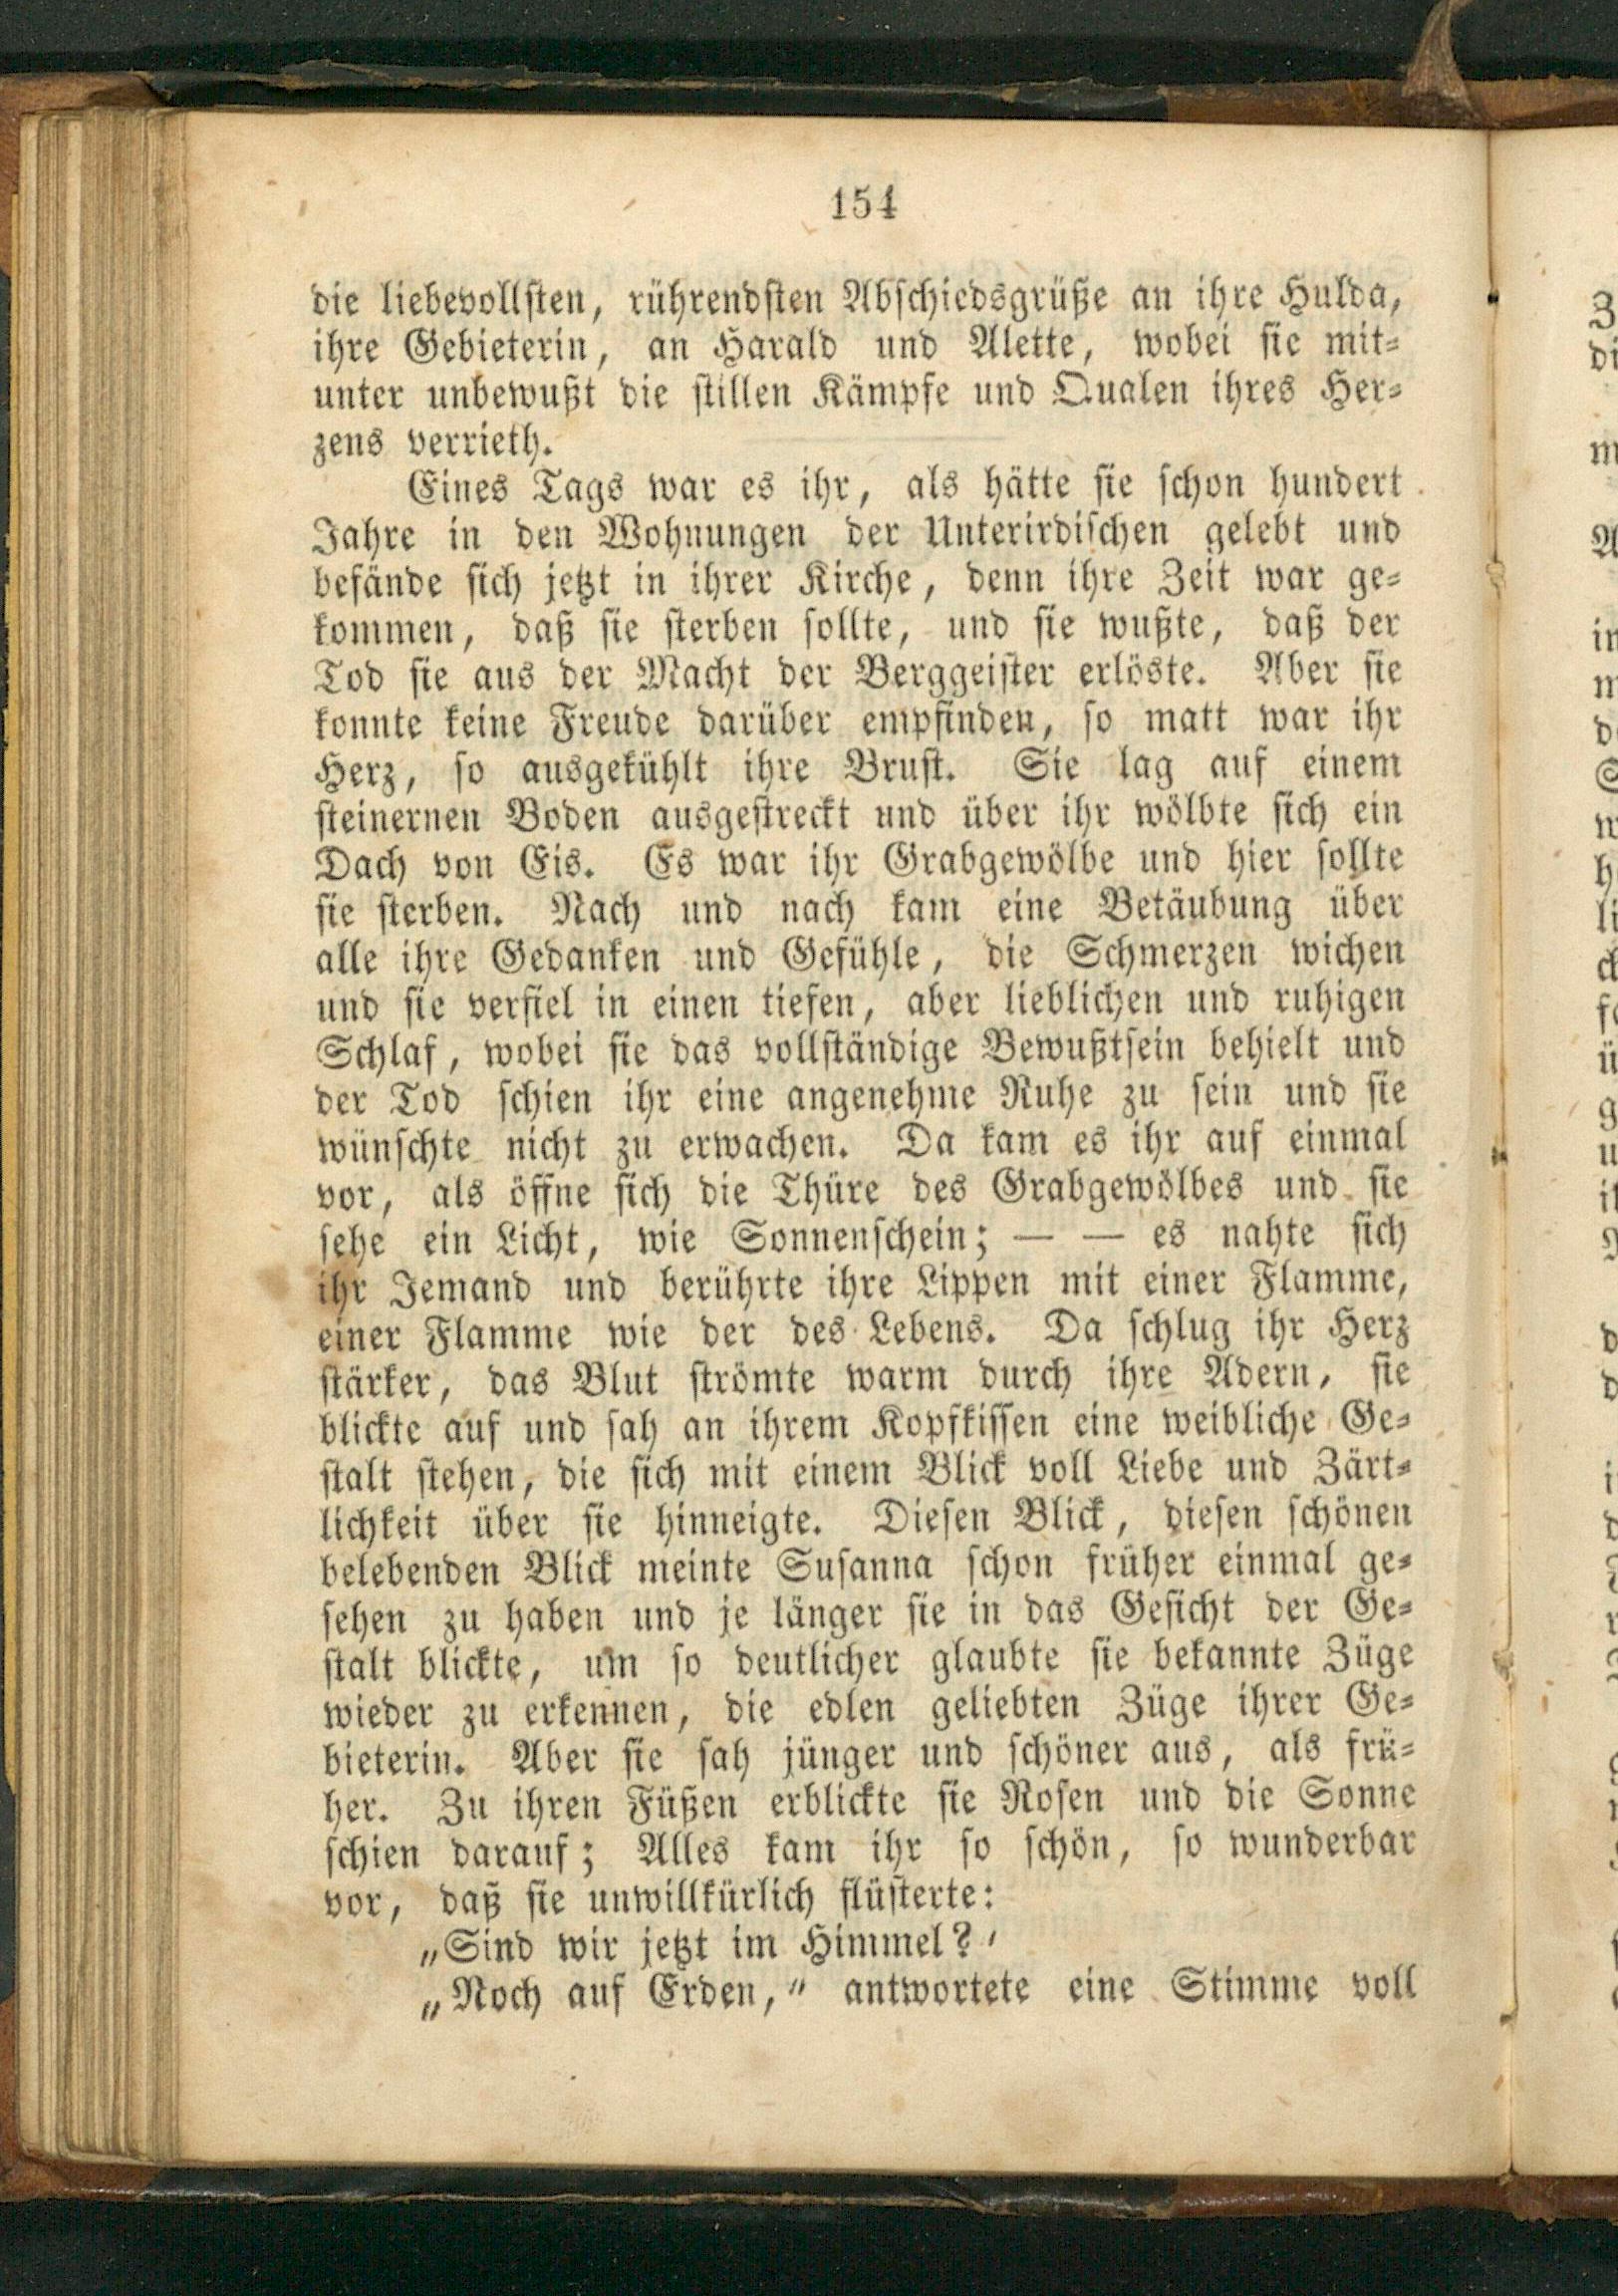 154
die liebevollsten, rührendsten Abschiedsgrüße an ihre Hulda,
ihre Gebieterin, an Harald und Alette, wobei sie mit-
unter unbewußt die stillen Kämpfe und Qualen ihres Her-
zens verrieth.
Eines Tags war es ihr, als hätte sie schon hundert
Jahre in den Wohnungen der Unterirdischen gelebt und
befände sich jetzt in ihrer Kirche, denn ihre Zeit war ge-
kommen, daß sie sterben sollte, und sie wußte, daß der
Tod sie aus der Macht der Berggeister erlöste. Aber sie
konnte keine Freude darüber empfinden, so matt war ihr
Herz, so ausgekühlt ihre Brust. Sie lag auf einem
steinernen Boden ausgestreckt und über ihr wölbte sich ein
Dach von Eis. Es war ihr Grabgewölbe und hier sollte
sie sterben. Nach und nach kam eine Betäubung über
alle ihre Gedanken und Gefühle, die Schmerzen wichen
und sie verfiel in einen tiefen, aber lieblichen und ruhigen
Schlaf, wobei sie das vollständige Bewußtsein behielt und
der Tod schien ihr eine angenehme Ruhe zu sein und sie
wünschte nicht zu erwachen. Da kam es ihr auf einmal
vor, als öffne sich die Thüre des Grabgewölbes und sie
sehe ein Licht, wie Sonnenschein; — — es nahte sich
ihr Jemand und berührte ihre Lippen mit einer Flamme,
einer Flamme wie der des Lebens. Da schlug ihr Herz
stärker, das Blut strömte warm durch ihre Adern, sie
blickte auf und sah an ihrem Kopfkissen eine weibliche Ge-
stalt stehen, die sich mit einem Blick voll Liebe und Zärt-
lichkeit über sie hinneigte. Diesen Blick, diesen schönen
belebenden Blick meinte Susanna schon früher einmal ge-
sehen zu haben und je länger sie in das Gesicht der Ge-
stalt blickte, um so deutlicher glaubte sie bekannte Züge
wieder zu erkennen, die edlen geliebten Züge ihrer Ge-
bieterin. Aber sie sah jünger und schöner aus, als frü-
her. Zu ihren Füßen erblickte sie Rosen und die Sonne
schien darauf; Alles kam ihr so schön, so wunderbar
vor, daß sie unwillkürlich flüsterte:
„Sind wir jetzt im Himmel?"
„Noch auf Erden," antwortete eine Stimme voll